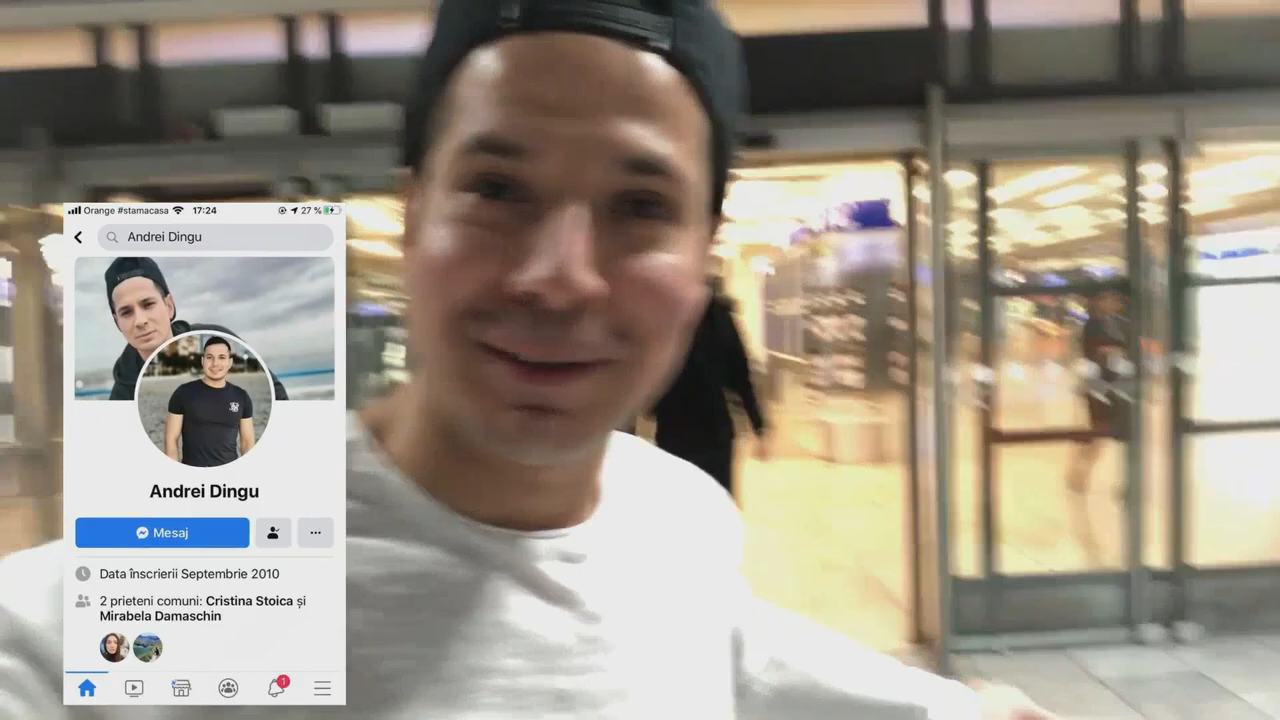 Orange #stamacasa 17:24 27 %
Andrei Dingu
Andrei Dingu
Mesaj
Data înscrierii Septembrie 2010
2 prieteni comuni: Cristina Stoica și
Mirabela Damaschin
1